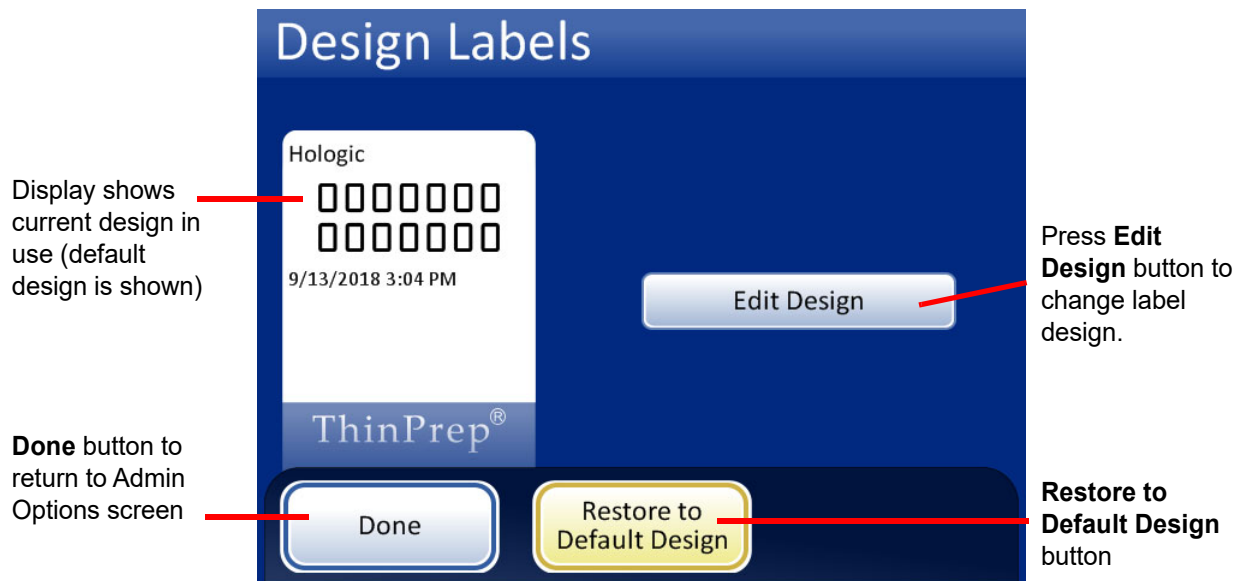 Design Labels
Hologic
0000000
0000000
9/13/2018 3:04 PM
ThinPrep®
Edit Design
Done
Restore to
Default Design
Display shows
current design in
use (default
design is shown)
Done button to
return to Admin
Options screen
Press Edit
Design button to
change label
design.
Restore to
Default Design
button